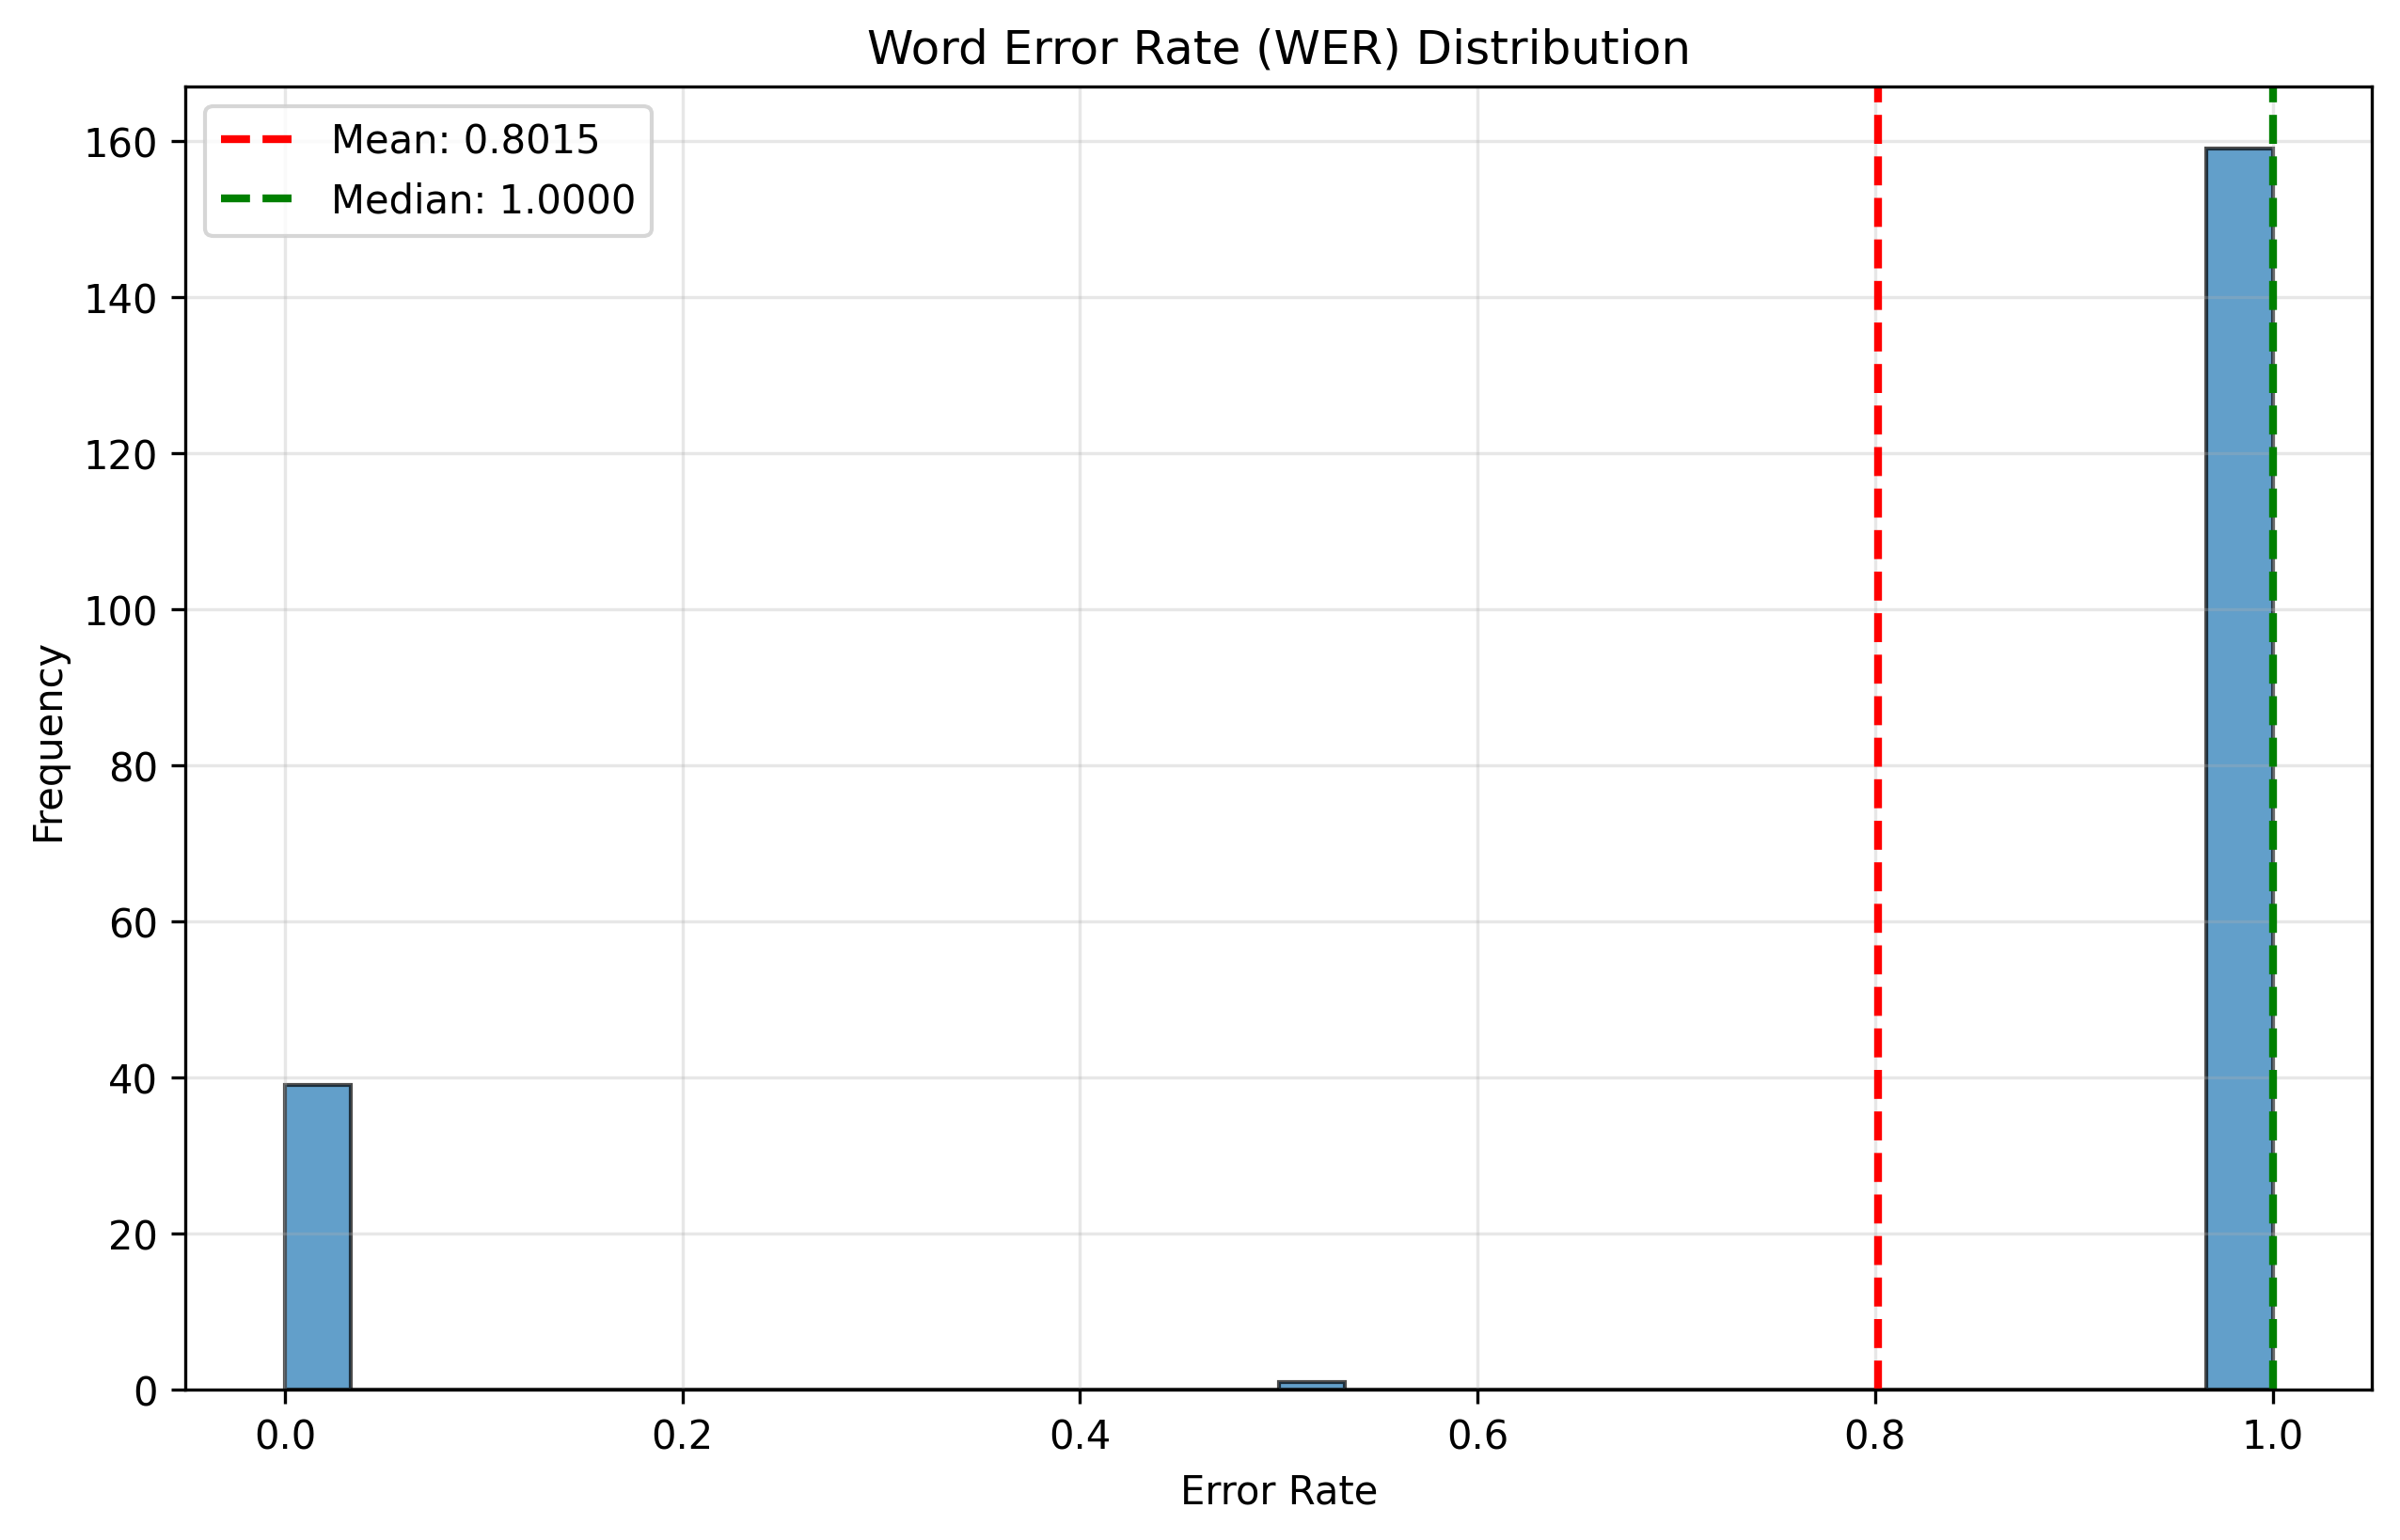 Word Error Rate (WER) Distribution
Mean: 0.8015
Median: 1.0000
160
140
120
100
80
60
40
20
0
Frequency
0.0 0.2 0.4 0.6 0.8 1.0
Error Rate